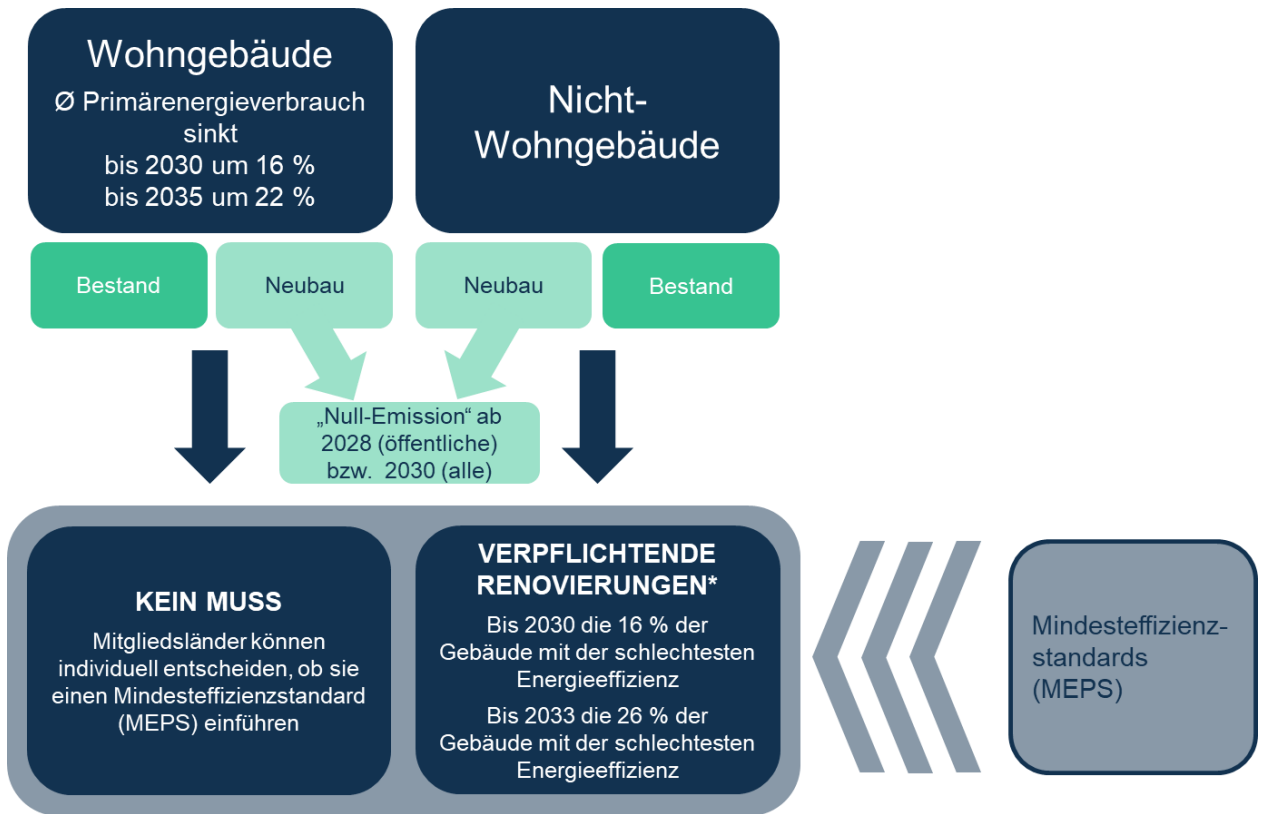 Wohngebäude
Ø Primärenergieverbrauch
sinkt
bis 2030 um 16 %
bis 2035 um 22 %
Nicht-
Wohngebäude
Bestand
Neubau
Neubau
Bestand
„Null-Emission“ ab
2028 (öffentliche)
bzw.  2030 (alle)
KEIN MUSS
Mitgliedsländer können
individuell entscheiden, ob sie
einen Mindesteffizienzstandard
(MEPS) einführen
VERPFLICHTENDE
RENOVIERUNGEN*
Bis 2030 die 16 % der
Gebäude mit der schlechtesten
Energieeffizienz
Bis 2033 die 26 % der
Gebäude mit der schlechtesten
Energieeffizienz
Mindesteffizienz-
standards
(MEPS)